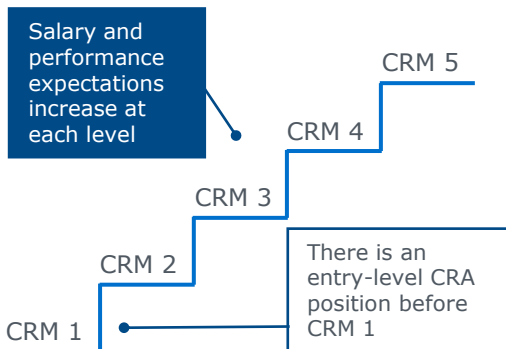 Salary and
performance
expectations
increase at
each level
CRM 5
CRM 4
CRM 3
CRM 2
CRM 1
There is an
entry-level CRA
position before
CRM 1